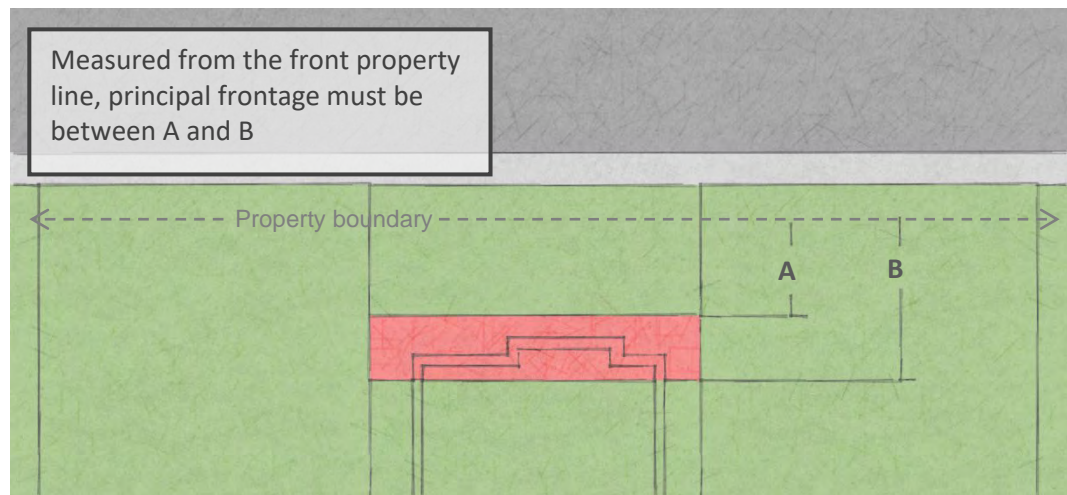 Measured from the front property
line, principal frontage must be
between A and B
Property boundary
A
B